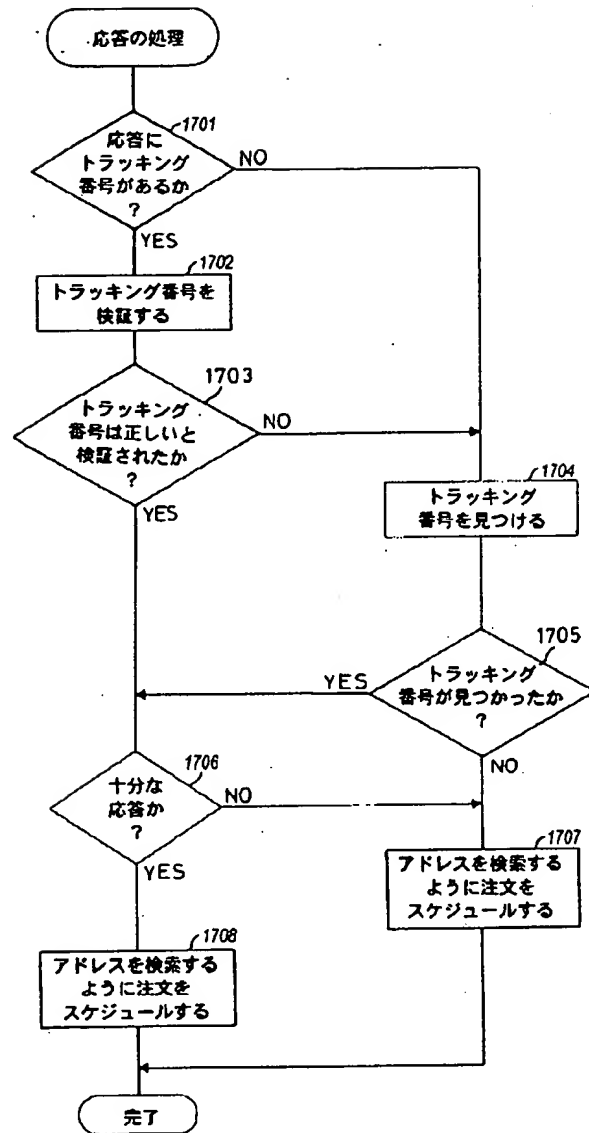 応答の処理
1701
応答に
トラッキング
番号があるか
?
NO
YES
1702
トラッキング番号を
検証する
1703
トラッキング
番号は正しいと
検証されたか
?
NO
YES
1704
トラッキング
番号を見つける
1705
トラッキング
番号が見つかったか
?
YES
NO
1706
十分な
応答か
?
NO
YES
1707
アドレスを検索する
ように注文を
スケジュールする
1708
アドレスを検索する
ように注文を
スケジュールする
完了